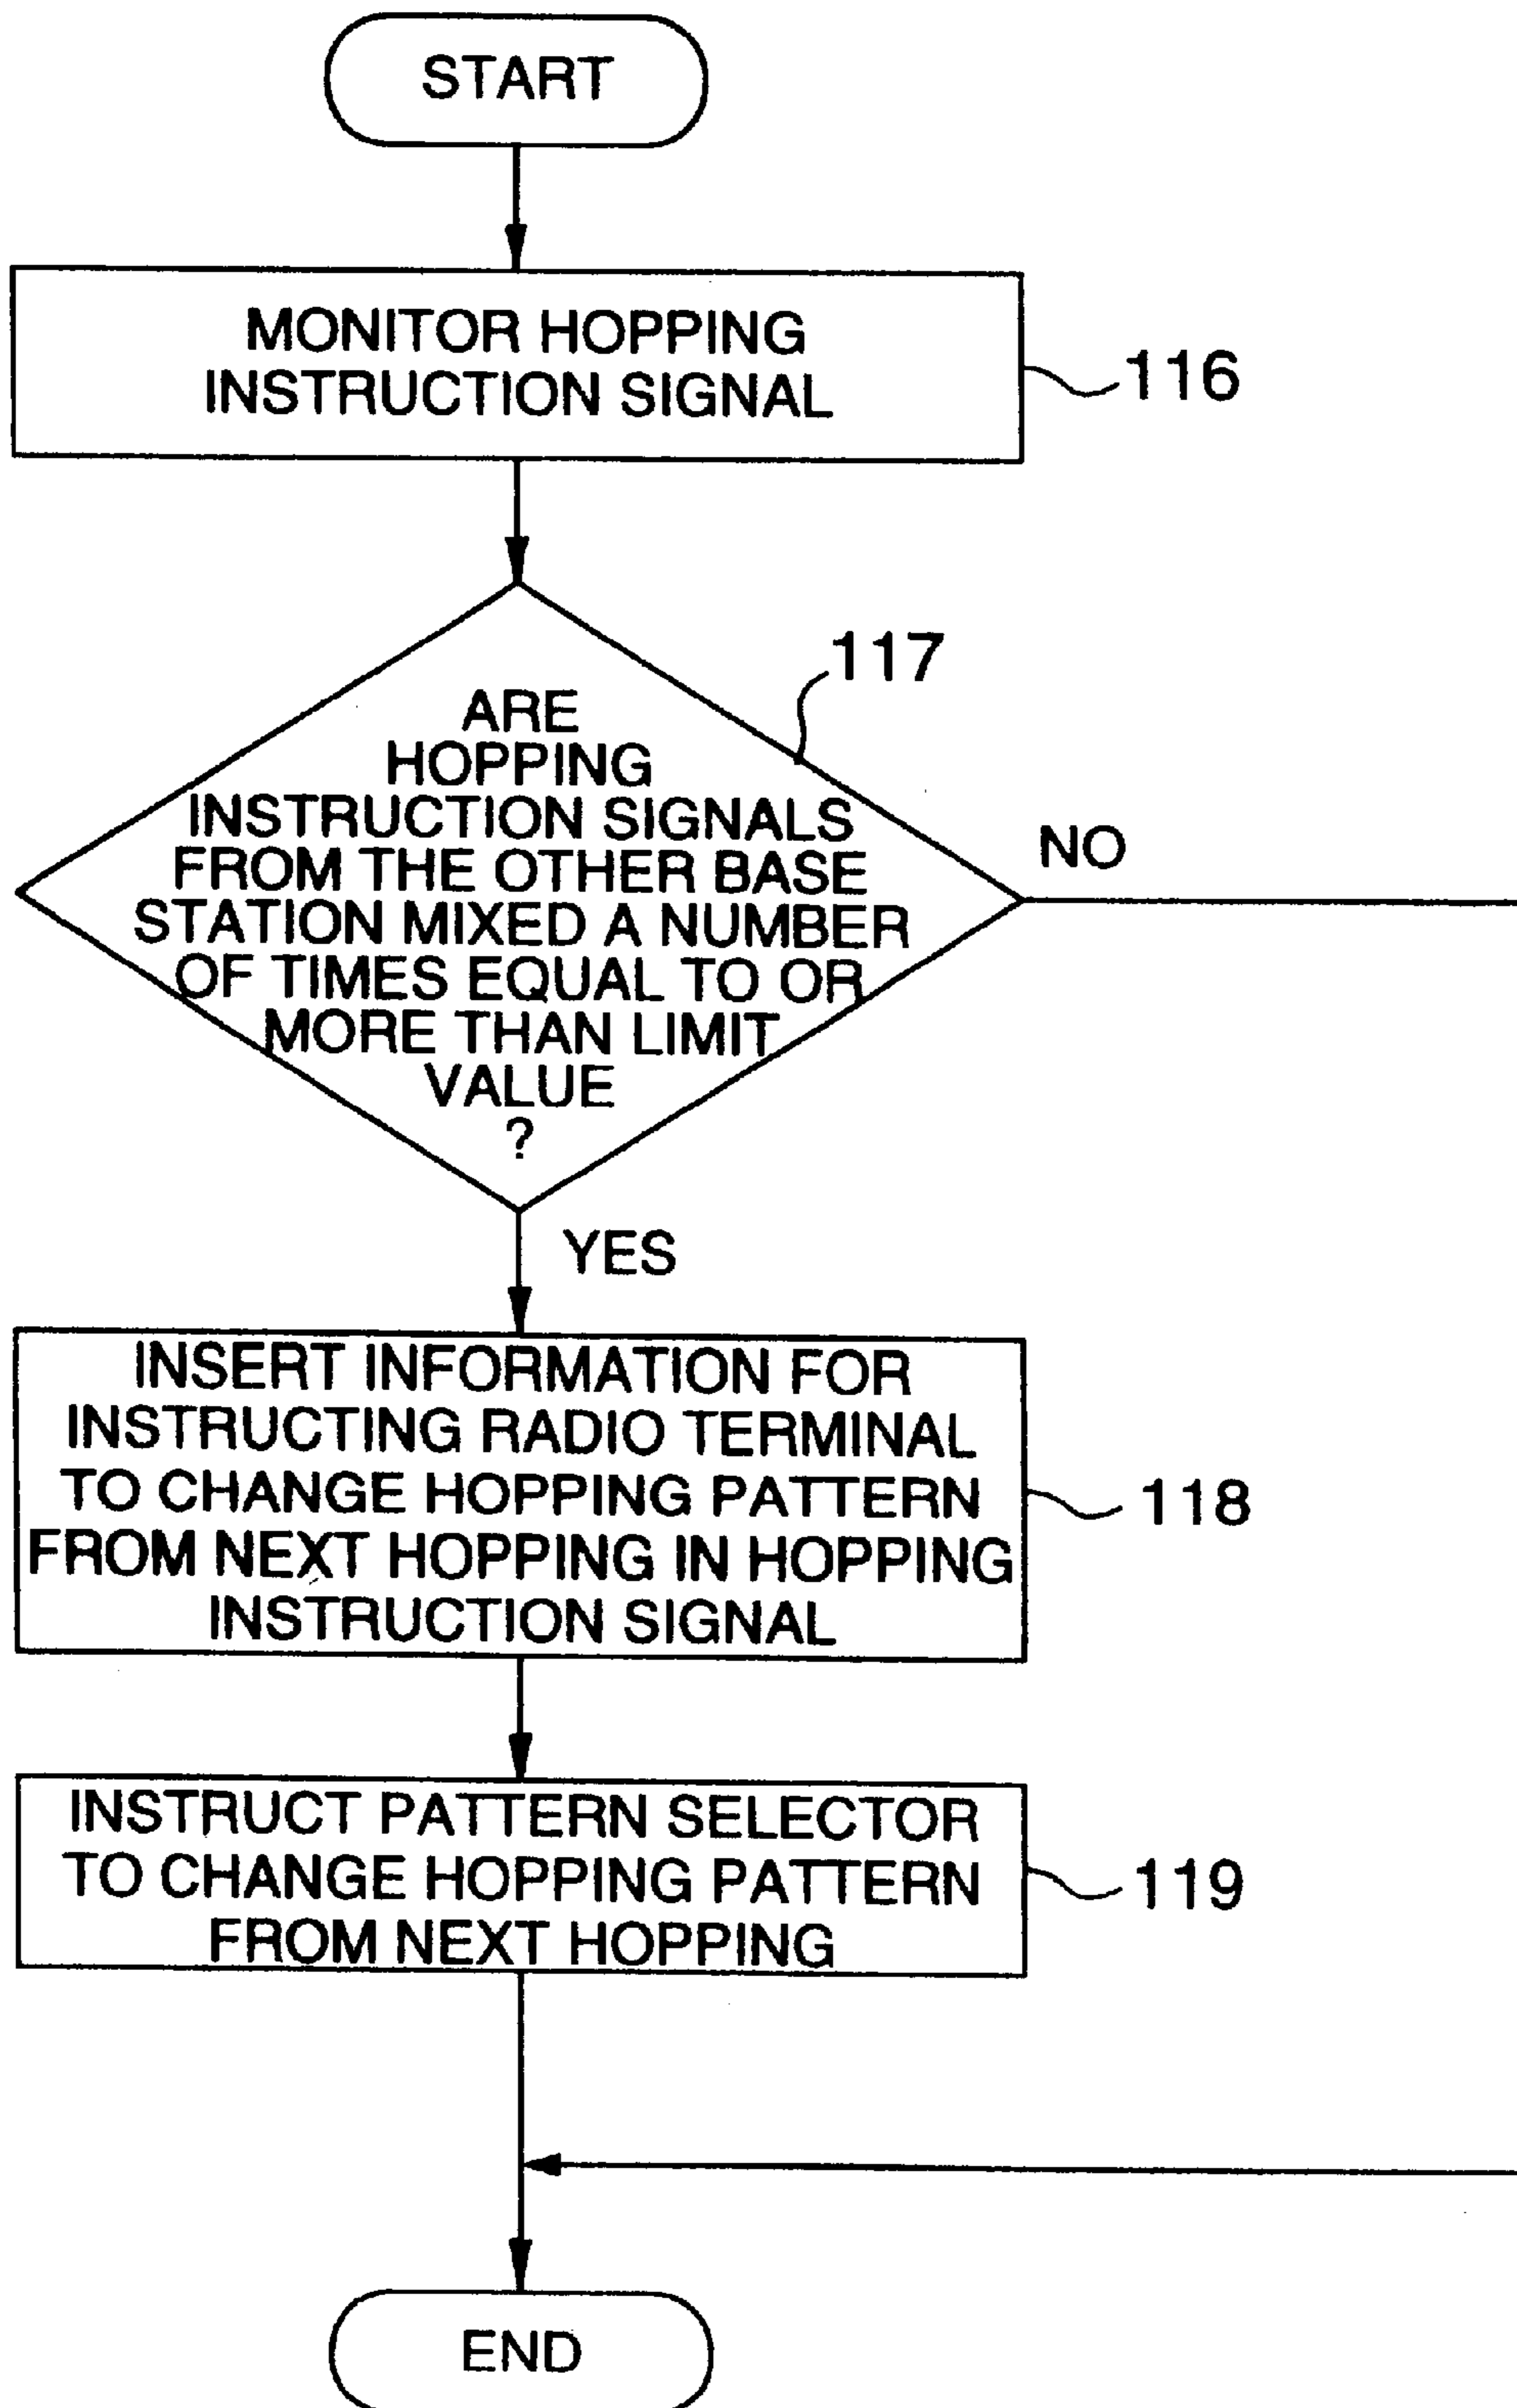 START
MONITOR HOPPING
INSTRUCTION SIGNAL
116
117
ARE
HOPPING
INSTRUCTION SIGNALS
FROM THE OTHER BASE
STATION MIXED A NUMBER
OF TIMES EQUAL TO OR
MORE THAN LIMIT
VALUE
?
NO
YES
INSERT INFORMATION FOR
INSTRUCTING RADIO TERMINAL
TO CHANGE HOPPING PATTERN
FROM NEXT HOPPING IN HOPPING
INSTRUCTION SIGNAL
118
INSTRUCT PATTERN SELECTOR
TO CHANGE HOPPING PATTERN
FROM NEXT HOPPING
119
END